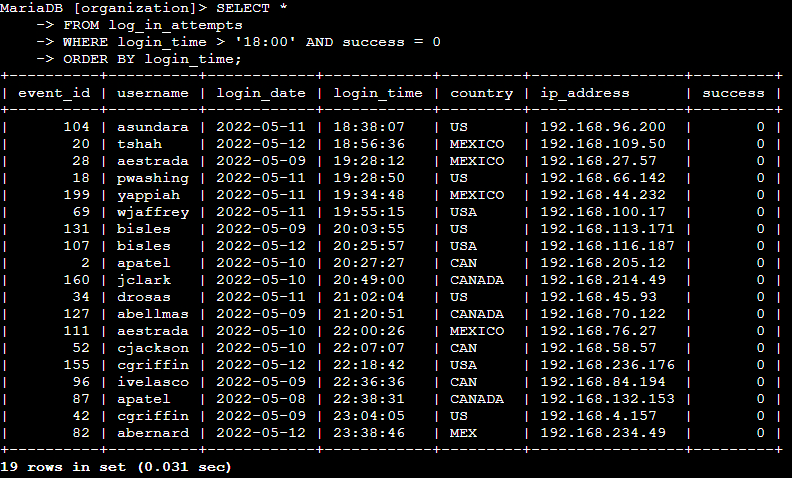 MariaDB [organization]> SELECT *
    -> FROM log_in_attempts
    -> WHERE login_time > '18:00' AND success = 0
    -> ORDER BY login_time;
+----------+----------+------------+------------+---------+-----------------+---------+
| event_id | username | login_date | login_time | country | ip_address      | success |
+----------+----------+------------+------------+---------+-----------------+---------+
|      104 | asundara | 2022-05-11 | 18:38:07   | US      | 192.168.96.200  |       0 |
|       20 | tshah    | 2022-05-12 | 18:56:36   | MEXICO  | 192.168.109.50  |       0 |
|       28 | aestrada | 2022-05-09 | 19:28:12   | MEXICO  | 192.168.27.57   |       0 |
|       18 | pwashing | 2022-05-11 | 19:28:50   | US      | 192.168.66.142  |       0 |
|      199 | yappiah  | 2022-05-11 | 19:34:48   | MEXICO  | 192.168.44.232  |       0 |
|       69 | wjaffrey | 2022-05-11 | 19:55:15   | USA     | 192.168.100.17  |       0 |
|      131 | bisles   | 2022-05-09 | 20:03:55   | US      | 192.168.113.171 |       0 |
|      107 | bisles   | 2022-05-12 | 20:25:57   | USA     | 192.168.116.187 |       0 |
|        2 | apatel   | 2022-05-10 | 20:27:27   | CAN     | 192.168.205.12  |       0 |
|      160 | jclark   | 2022-05-10 | 20:49:00   | CANADA  | 192.168.214.49  |       0 |
|       34 | drosas   | 2022-05-11 | 21:02:04   | US      | 192.168.45.93   |       0 |
|      127 | abellmas | 2022-05-09 | 21:20:51   | CANADA  | 192.168.70.122  |       0 |
|      111 | aestrada | 2022-05-10 | 22:00:26   | MEXICO  | 192.168.76.27   |       0 |
|       52 | cjackson | 2022-05-10 | 22:07:07   | CAN     | 192.168.58.57   |       0 |
|      155 | cgriffin | 2022-05-12 | 22:18:42   | USA     | 192.168.236.176 |       0 |
|       96 | ivelasco | 2022-05-09 | 22:36:36   | CAN     | 192.168.84.194  |       0 |
|       87 | apatel   | 2022-05-08 | 22:38:31   | CANADA  | 192.168.132.153 |       0 |
|       42 | cgriffin | 2022-05-09 | 23:04:05   | US      | 192.168.4.157   |       0 |
|       82 | abernard | 2022-05-12 | 23:38:46   | MEX     | 192.168.234.49  |       0 |
+----------+----------+------------+------------+---------+-----------------+---------+
19 rows in set (0.031 sec)